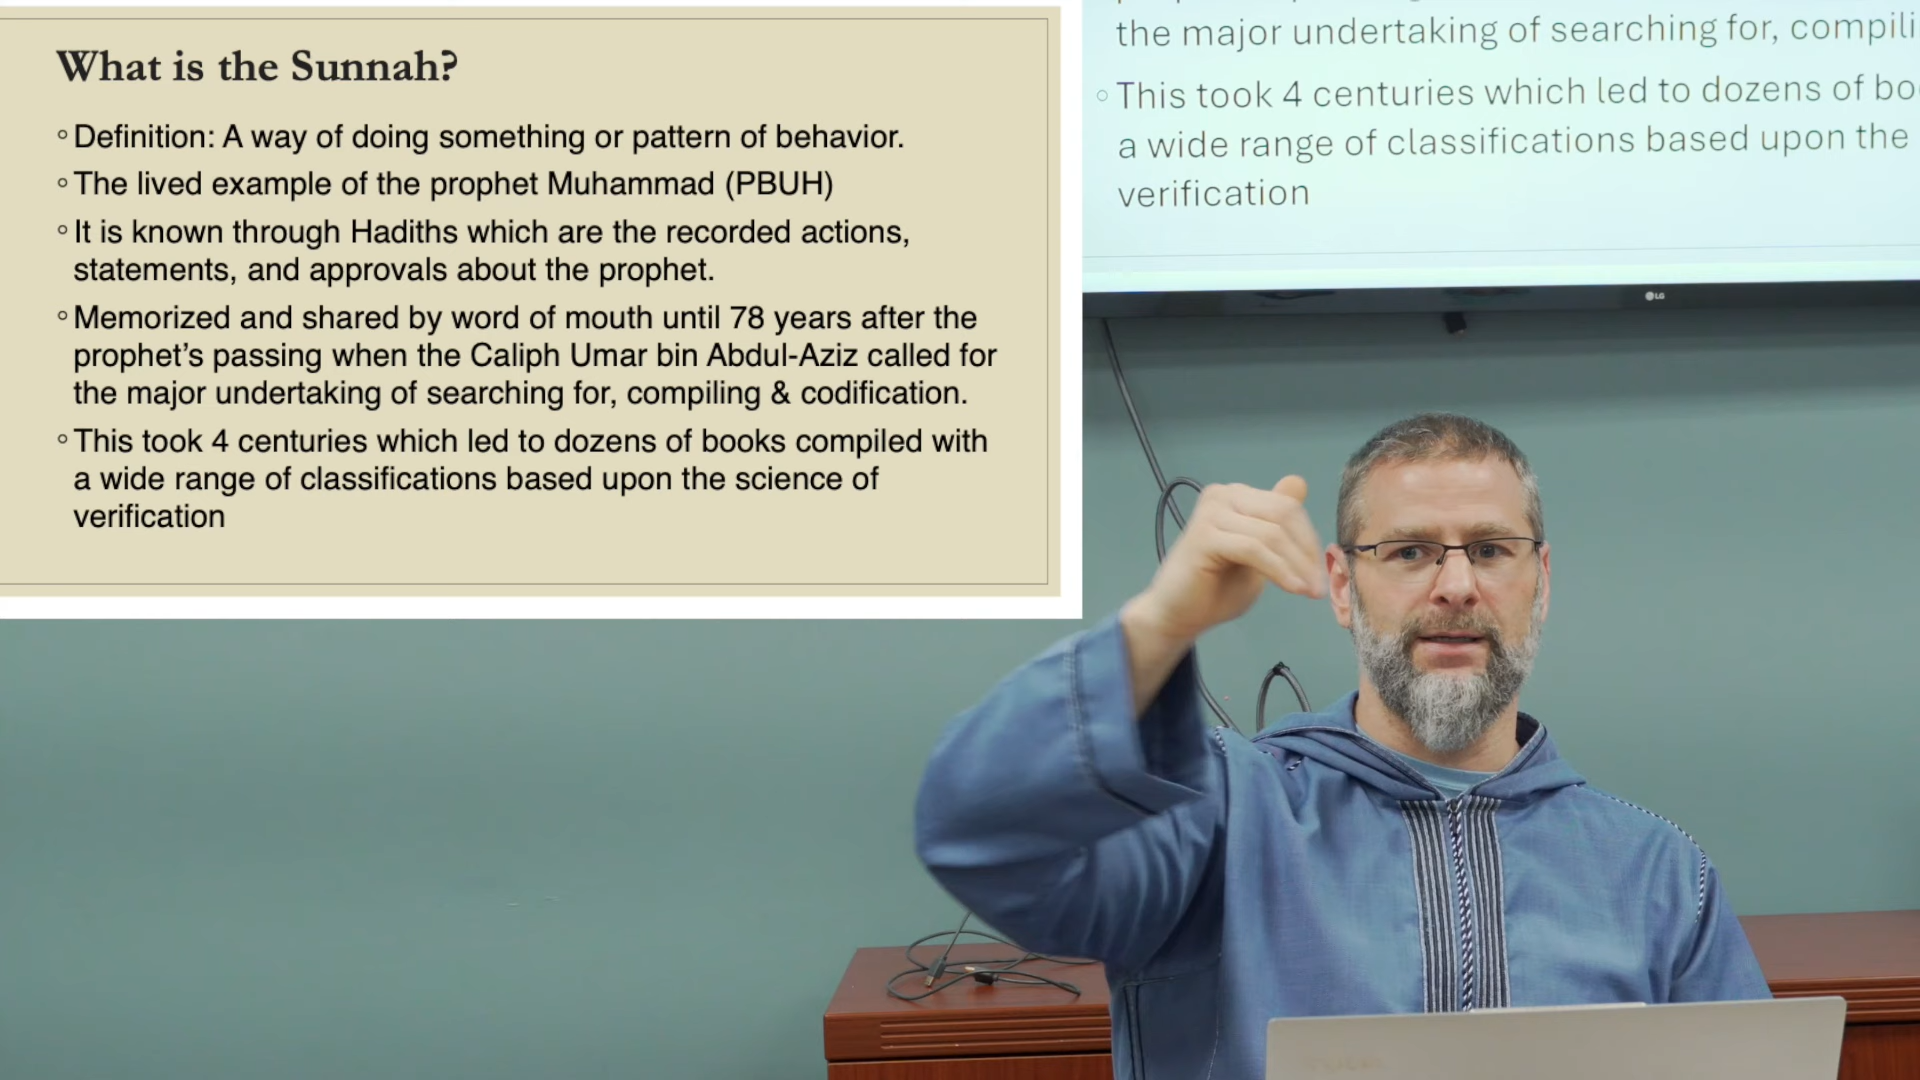 What is the Sunnah?
◦ Definition: A way of doing something or pattern of behavior.
◦ The lived example of the prophet Muhammad (PBUH)
◦ It is known through Hadiths which are the recorded actions,
statements, and approvals about the prophet.
◦ Memorized and shared by word of mouth until 78 years after the
prophet’s passing when the Caliph Umar bin Abdul-Aziz called for
the major undertaking of searching for, compiling & codification.
◦ This took 4 centuries which led to dozens of books compiled with
a wide range of classifications based upon the science of
verification
the major undertaking of searching for, compili
◦ This took 4 centuries which led to dozens of bo
a wide range of classifications based upon the
verification
LG